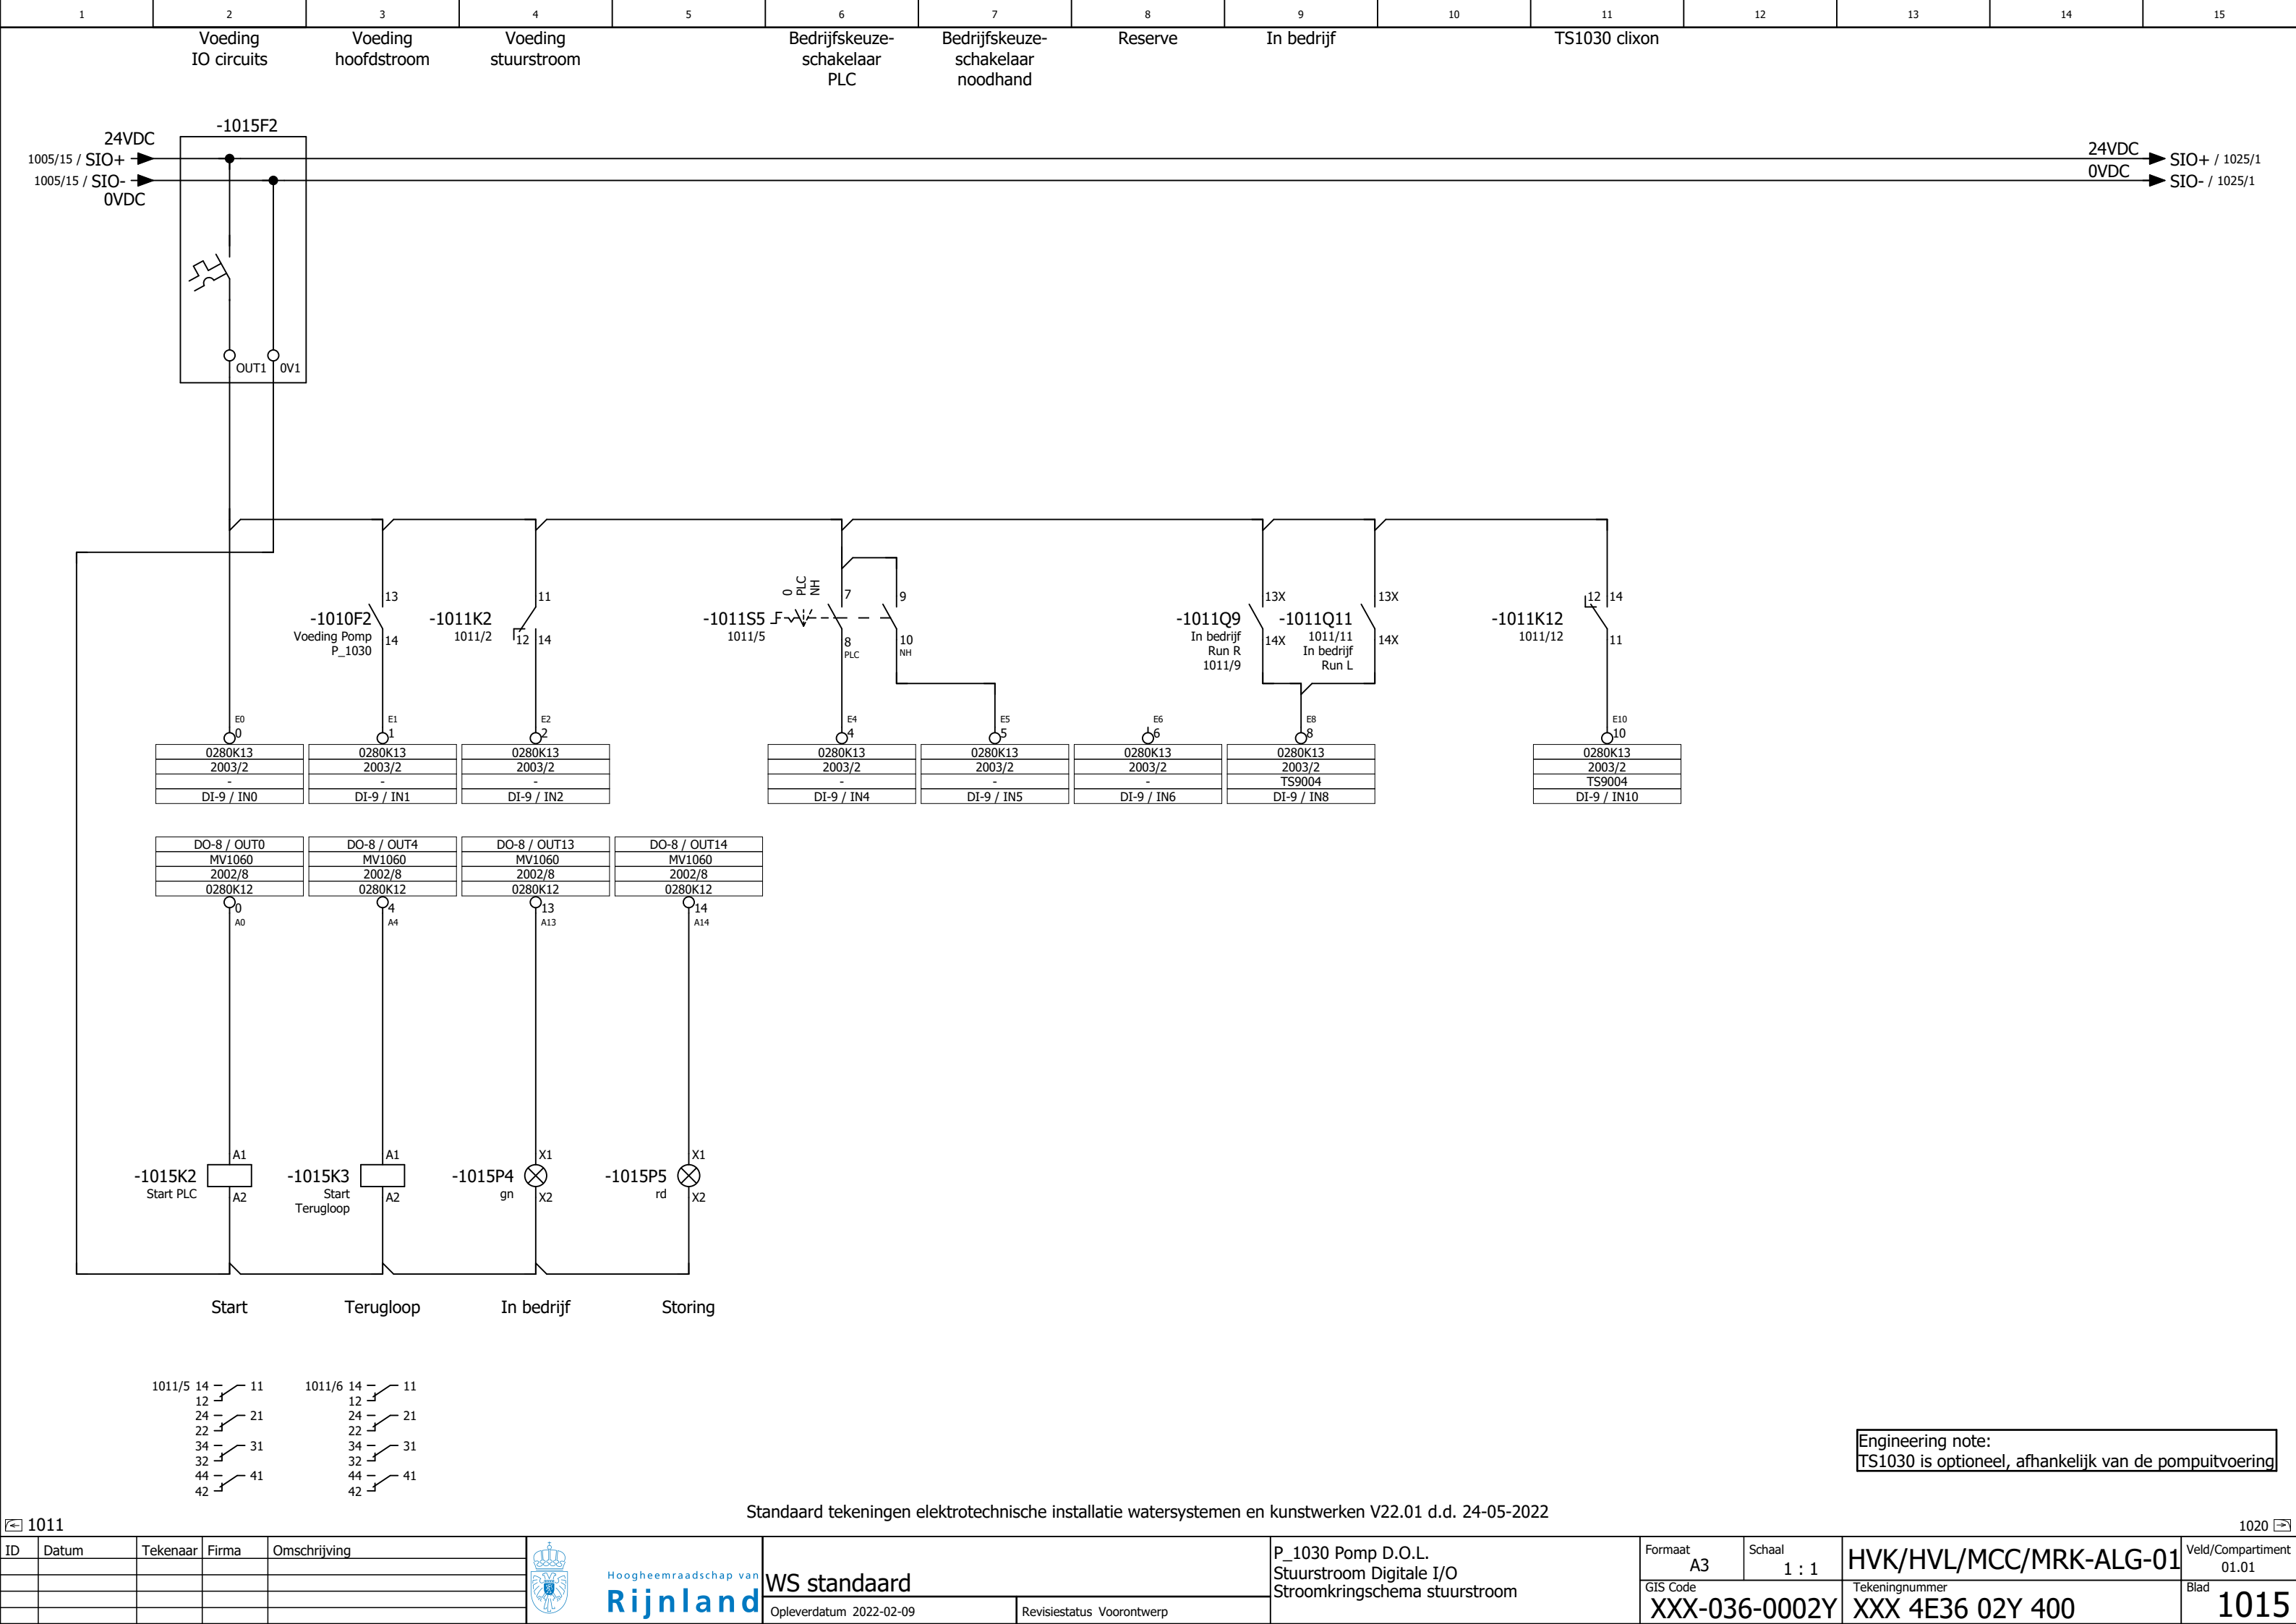 1 2 3 4 5 6 7 8 9 10 11 12 13 14 15
Voeding IO circuits
Voeding hoofdstroom
Voeding stuurstroom
Bedrijfskeuze-schakelaar PLC
Bedrijfskeuze-schakelaar noodhand
Reserve
In bedrijf
TS1030 clixon
-1015F2
24VDC
1005/15 / SIO+
1005/15 / SIO-
0VDC
24VDC
SIO+ / 1025/1
0VDC
SIO- / 1025/1
OUT1 0V1
-1010F2
Voeding Pomp
P_1030
13
14
-1011K2
1011/2
11
12 14
-1011S5
1011/5
0
PLC
NH
7
8
PLC
9
10
NH
-1011Q9
In bedrijf
Run R
1011/9
13X
14X
-1011Q11
1011/11
In bedrijf
Run L
13X
14X
-1011K12
1011/12
12 14
11
E0 E1 E2 E4 E5 E6 E8 E10
0 1 2 4 5 6 8 10
0280K13 0280K13 0280K13 0280K13 0280K13 0280K13 0280K13 0280K13
2003/2 2003/2 2003/2 2003/2 2003/2 2003/2 2003/2 2003/2
- - - - - - TS9004 TS9004
DI-9 / IN0 DI-9 / IN1 DI-9 / IN2 DI-9 / IN4 DI-9 / IN5 DI-9 / IN6 DI-9 / IN8 DI-9 / IN10
DO-8 / OUT0 DO-8 / OUT4 DO-8 / OUT13 DO-8 / OUT14
MV1060 MV1060 MV1060 MV1060
2002/8 2002/8 2002/8 2002/8
0280K12 0280K12 0280K12 0280K12
0 4 13 14
A0 A4 A13 A14
A1 A1 X1 X1
-1015K2 -1015K3 -1015P4 -1015P5
Start PLC Start gn rd
A2 A2 X2 X2
Terugloop
Start Terugloop In bedrijf Storing
1011/5 14 11 1011/6 14 11
12 12
24 21 24 21
22 22
34 31 34 31
32 32
44 41 44 41
42 42
Engineering note:
TS1030 is optioneel, afhankelijk van de pompuitvoering
Standaard tekeningen elektrotechnische installatie watersystemen en kunstwerken V22.01 d.d. 24-05-2022
1011
1020
ID Datum Tekenaar Firma Omschrijving
Hoogheemraadschap van
Rijnland
WS standaard
Opleverdatum 2022-02-09
Revisiestatus Voorontwerp
P_1030 Pomp D.O.L.
Stuurstroom Digitale I/O
Stroomkringschema stuurstroom
Formaat
A3
Schaal
1 : 1
HVK/HVL/MCC/MRK-ALG-01
Veld/Compartiment
01.01
GIS Code
XXX-036-0002Y
Tekeningnummer
XXX 4E36 02Y 400
Blad
1015